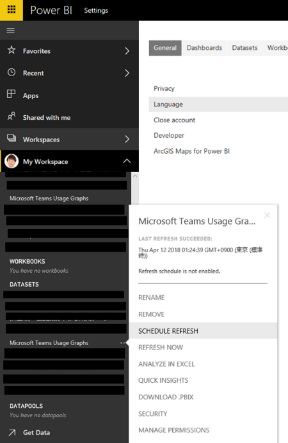 Power BI Settings
Favorites
Recent
Apps
Shared with me
Workspaces
My Workspace
Microsoft Teams Usage Graphs
WORKBOOKS
You have no workbooks
DATASETS
Microsoft Teams Usage Graphs
DATAPOOLS
You have no datapools
Get Data
General Dashboards Datasets Workb
Privacy
Language
Close account
Developer
ArcGIS Maps for Power BI
Microsoft Teams Usage Gra...
LAST REFRESH SUCCEEDED:
Thu Apr 12 2018 01:24:39 GMT+0900 (東京 (標準
時))
Refresh schedule is not enabled.
RENAME
REMOVE
SCHEDULE REFRESH
REFRESH NOW
ANALYZE IN EXCEL
QUICK INSIGHTS
DOWNLOAD .PBIX
SECURITY
MANAGE PERMISSIONS